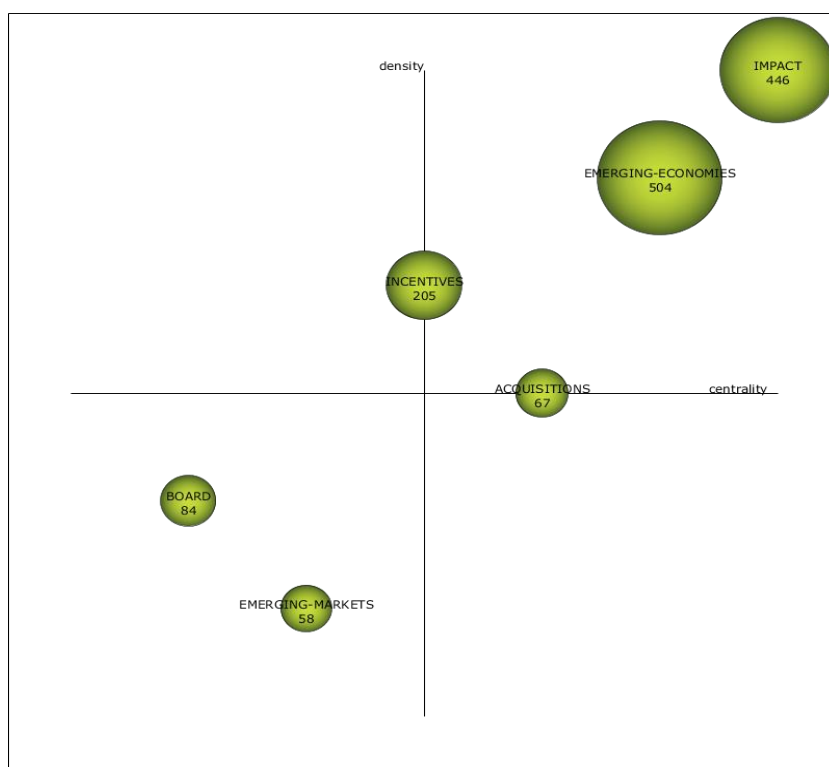 density
IMPACT
446
EMERGING-ECONOMIES
504
INCENTIVES
205
ACQUISITIONS
67
centrality
BOARD
84
EMERGING-MARKETS
58